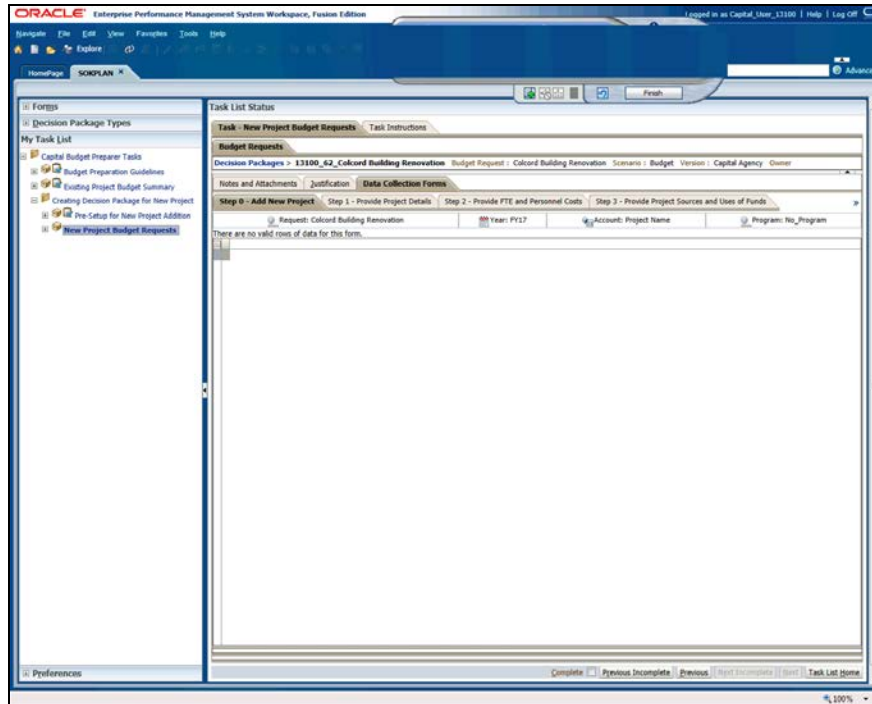 ORACLE Enterprise Performance Management System Workspace, Fusion Edition
Logged in as Capital_User_13100 | Help | Log Off
Navigate File Edit View Favorites Tools Help
Explore
HomePage SOKPLAN ×
Advance
Finish
Forms
Decision Package Types
My Task List
Capital Budget Preparer Tasks
Budget Preparation Guidelines
Existing Project Budget Summary
Creating Decision Package for New Project
Pre-Setup for New Project Addition
New Project Budget Requests
Preferences
Task List Status
Task - New Project Budget Requests Task Instructions
Budget Requests
Decision Packages > 13100_62_Colcord Building Renovation Budget Request : Colcord Building Renovation Scenario : Budget Version : Capital Agency Owner
Notes and Attachments Justification Data Collection Forms
Step 0 - Add New Project Step 1 - Provide Project Details Step 2 - Provide FTE and Personnel Costs Step 3 - Provide Project Sources and Uses of Funds »
Request: Colcord Building Renovation Year: FY17 Account: Project Name Program: No_Program
There are no valid rows of data for this form.
Complete Previous Incomplete Previous Next Incomplete Next Task List Home
100%